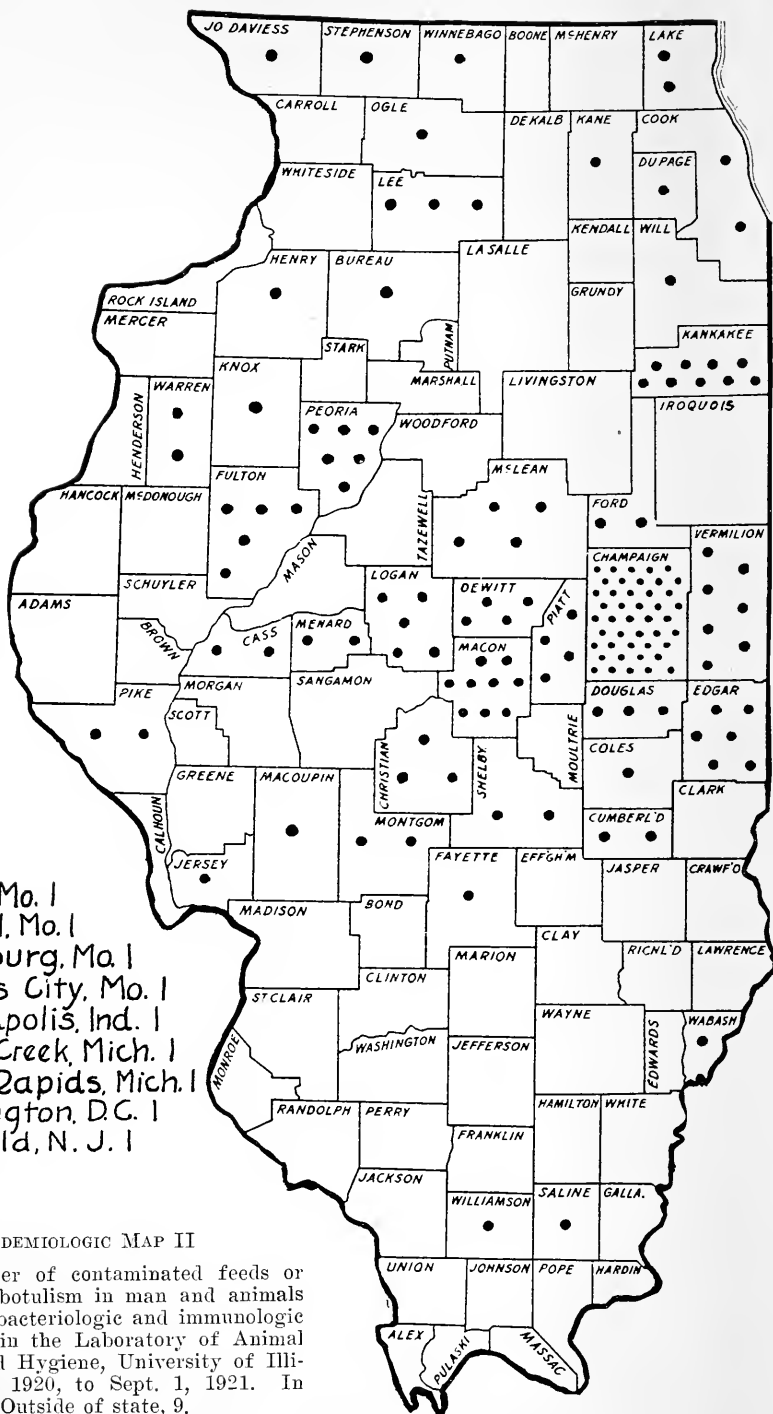 JO DAVIESS STEPHENSON WINNEBAGO BOONE McHENRY LAKE
CARROLL OGLE DEKALB KANE COOK
DUPAGE
WHITESIDE LEE
KENDALL WILL
HENRY BUREAU LASALLE
ROCK ISLAND GRUNDY
MERCER PUTNAM KANKAKEE
STARK
KNOX MARSHALL LIVINGSTON
HENDERSON WARREN PEORIA WOODFORD IROQUOIS
FULTON McLEAN
HANCOCK McDONOUGH TAZEWELL FORD
VERMILION
MASON CHAMPAIGN
SCHUYLER LOGAN DEWITT PIATT
ADAMS BROWN CASS MENARD MACON
PIKE MORGAN SANGAMON DOUGLAS EDGAR
SCOTT MOULTRIE
CHRISTIAN SHELBY COLES
GREENE MACOUPIN CLARK
CALHOUN MONTGOM CUMBERL'D
JERSEY FAYETTE EFF'GH'M JASPER CRAWF'D
MADISON BOND
CLAY RICHL'D LAWRENCE
MARION
CLINTON
ST CLAIR WAYNE WABASH
MONROE WASHINGTON JEFFERSON EDWARDS
RANDOLPH PERRY HAMILTON WHITE
FRANKLIN
JACKSON
WILLIAMSON SALINE GALLA.
UNION JOHNSON POPE HARDIN
ALEX PULASKI MASSAC
Mo. 1
, Mo. 1
burg, Mo. 1
s City, Mo. 1
apolis, Ind. 1
Creek, Mich. 1
Rapids, Mich. 1
gton, D.C. 1
ld, N. J. 1
DEMIOLOGIC MAP II
er of contaminated feeds or
botulism in man and animals
bacteriologic and immunologic
in the Laboratory of Animal
d Hygiene, University of Illi-
1920, to Sept. 1, 1921. In
Outside of state, 9.